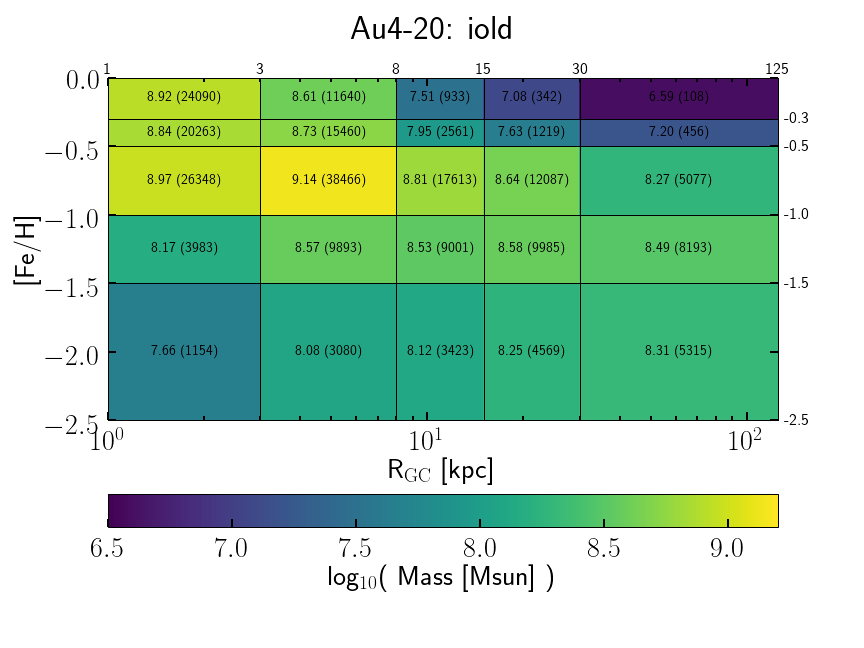 Au4-20: iold
1 3 8 15 30 125
0.0
8.92 (24090) 8.61 (11640) 7.51 (933) 7.08 (342) 6.59 (108)
-0.3
8.84 (20263) 8.73 (15460) 7.95 (2561) 7.63 (1219) 7.20 (456)
−0.5 -0.5
8.97 (26348) 9.14 (38466) 8.81 (17613) 8.64 (12087) 8.27 (5077)
−1.0 -1.0
8.17 (3983) 8.57 (9893) 8.53 (9001) 8.58 (9985) 8.49 (8193)
[Fe/H]
−1.5 -1.5
7.66 (1154) 8.08 (3080) 8.12 (3423) 8.25 (4569) 8.31 (5315)
−2.0
−2.5 -2.5
10⁰ 10¹ 10²
R_GC [kpc]
6.5 7.0 7.5 8.0 8.5 9.0
log₁₀( Mass [Msun] )